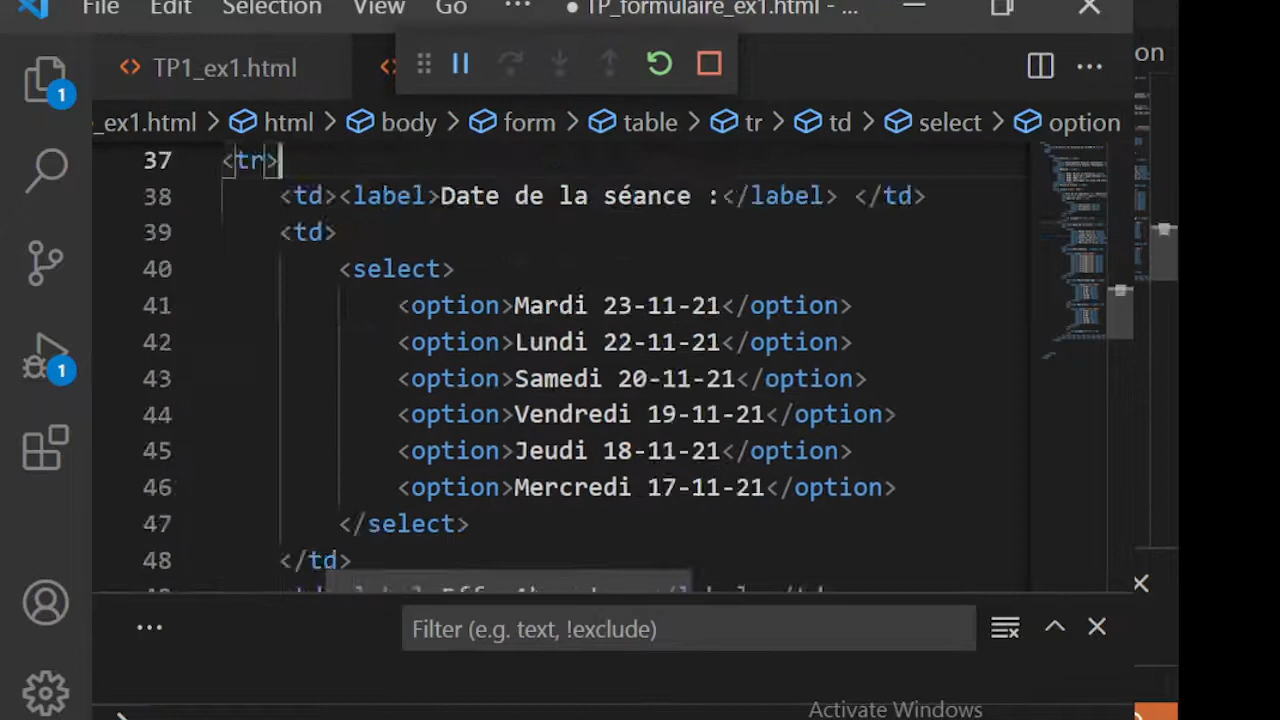 File Edit Selection View Go ··· ● TP_formulaire_ex1.html - ...
TP1_ex1.html
on
1
_ex1.html > html > body > form > table > tr > td > select > option
37 <tr>
38 <td><label>Date de la séance :</label> </td>
39 <td>
40 <select>
41 <option>Mardi 23-11-21</option>
42 <option>Lundi 22-11-21</option>
43 <option>Samedi 20-11-21</option>
44 <option>Vendredi 19-11-21</option>
1
45 <option>Jeudi 18-11-21</option>
46 <option>Mercredi 17-11-21</option>
47 </select>
48 </td>
··· Filter (e.g. text, !exclude)
Activate Windows